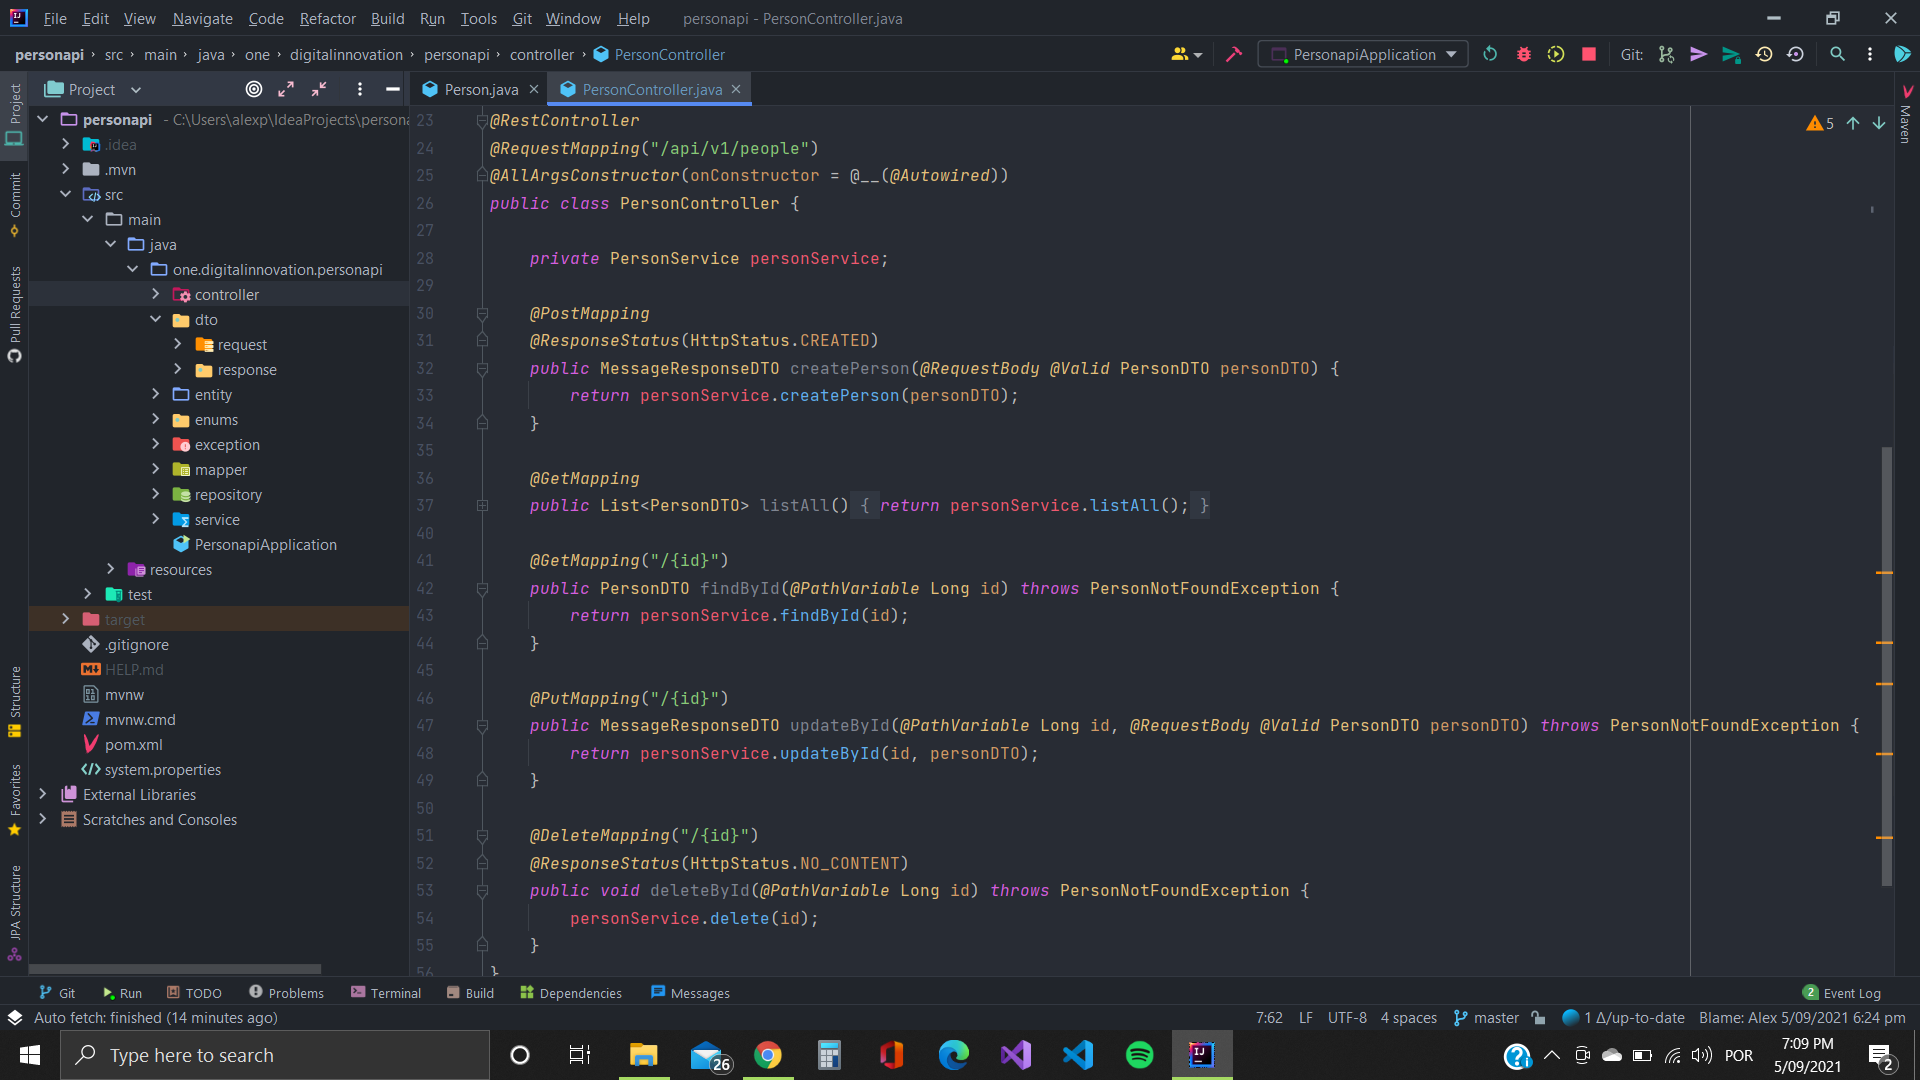 File Edit View Navigate Code Refactor Build Run Tools Git Window Help personapi - PersonController.java
personapi › src › main › java › one › digitalinnovation › personapi › controller › PersonController
PersonapiApplication Git:
Project Person.java PersonController.java
Project
Commit
Pull Requests
Structure
Favorites
JPA Structure
Maven
personapi - C:\Users\alexp\IdeaProjects\persona
.idea
.mvn
src
main
java
one.digitalinnovation.personapi
controller
dto
request
response
entity
enums
exception
mapper
repository
service
PersonapiApplication
resources
test
target
.gitignore
HELP.md
mvnw
mvnw.cmd
pom.xml
system.properties
External Libraries
Scratches and Consoles
5
23 @RestController
24 @RequestMapping("/api/v1/people")
25 @AllArgsConstructor(onConstructor = @__(@Autowired))
26 public class PersonController {
27
28 private PersonService personService;
29
30 @PostMapping
31 @ResponseStatus(HttpStatus.CREATED)
32 public MessageResponseDTO createPerson(@RequestBody @Valid PersonDTO personDTO) {
33 return personService.createPerson(personDTO);
34 }
35
36 @GetMapping
37 public List<PersonDTO> listAll() { return personService.listAll(); }
40
41 @GetMapping("/{id}")
42 public PersonDTO findById(@PathVariable Long id) throws PersonNotFoundException {
43 return personService.findById(id);
44 }
45
46 @PutMapping("/{id}")
47 public MessageResponseDTO updateById(@PathVariable Long id, @RequestBody @Valid PersonDTO personDTO) throws PersonNotFoundException {
48 return personService.updateById(id, personDTO);
49 }
50
51 @DeleteMapping("/{id}")
52 @ResponseStatus(HttpStatus.NO_CONTENT)
53 public void deleteById(@PathVariable Long id) throws PersonNotFoundException {
54 personService.delete(id);
55 }
56 }
Git Run TODO Problems Terminal Build Dependencies Messages 2 Event Log
Auto fetch: finished (14 minutes ago) 7:62 LF UTF-8 4 spaces master 1 Δ/up-to-date Blame: Alex 5/09/2021 6:24 pm
Type here to search 26 POR 7:09 PM
5/09/2021 2